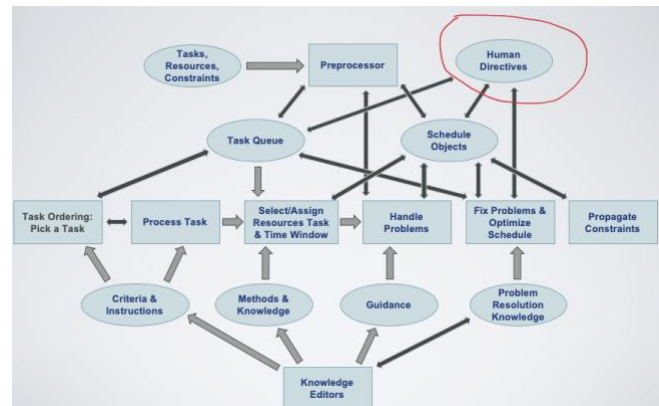 Tasks,
Resources,
Constraints
Preprocessor
Human
Directives
Task Queue
Schedule
Objects
Task Ordering:
Pick a Task
Process Task
Select/Assign
Resources Task
& Time Window
Handle
Problems
Fix Problems &
Optimize
Schedule
Propagate
Constraints
Criteria &
Instructions
Methods &
Knowledge
Guidance
Problem
Resolution
Knowledge
Knowledge
Editors